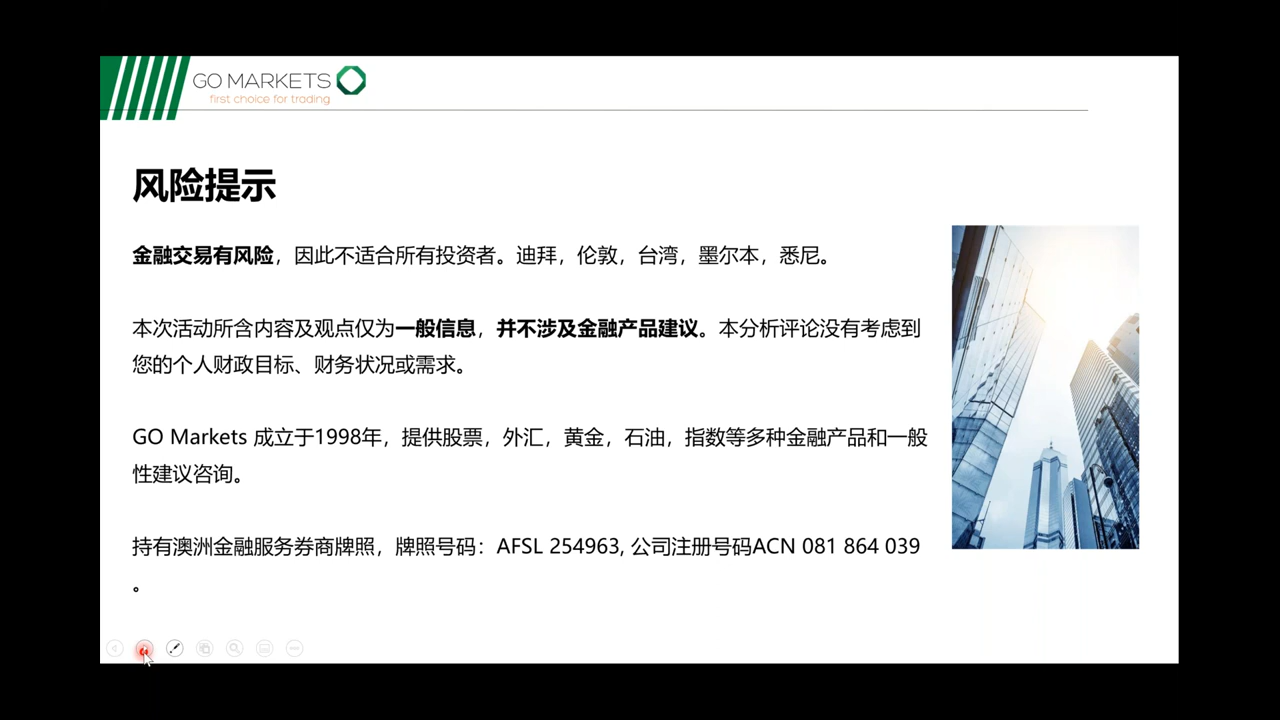 GO MARKETS
first choice for trading
风险提示
金融交易有风险，因此不适合所有投资者。迪拜，伦敦，台湾，墨尔本，悉尼。
本次活动所含内容及观点仅为一般信息，并不涉及金融产品建议。本分析评论没有考虑到
您的个人财政目标、财务状况或需求。
GO Markets 成立于1998年，提供股票，外汇，黄金，石油，指数等多种金融产品和一般
性建议咨询。
持有澳洲金融服务券商牌照，牌照号码：AFSL 254963, 公司注册号码ACN 081 864 039
。